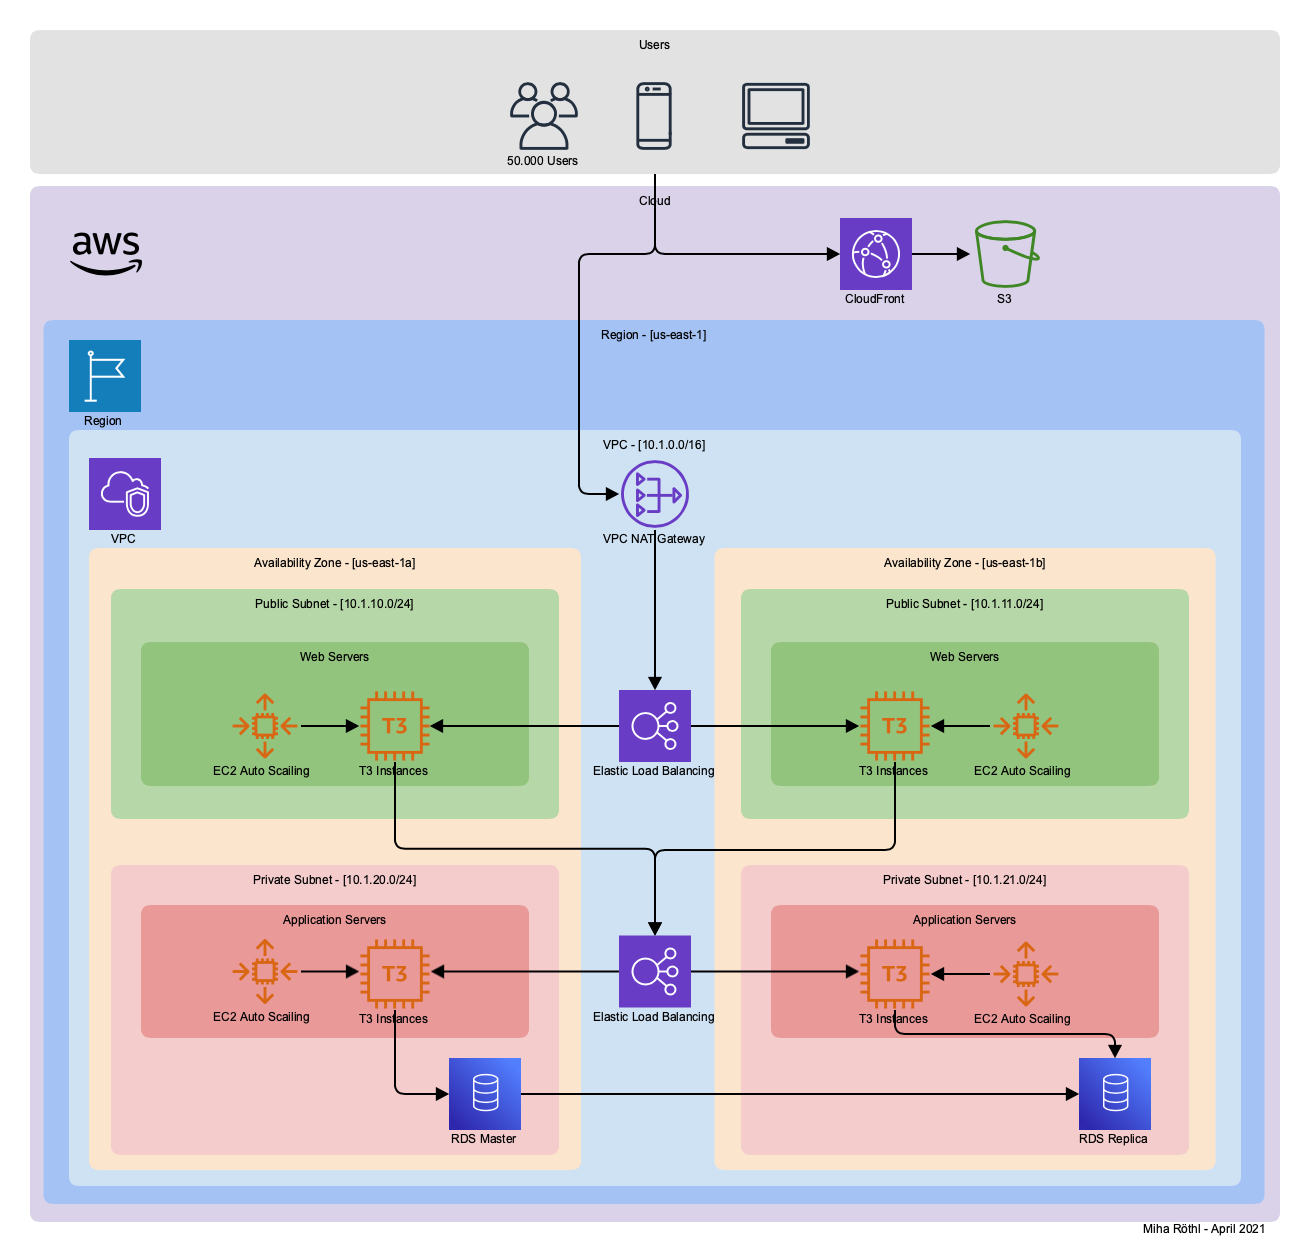 Users
50.000 Users
Cloud
aws
CloudFront
S3
Region - [us-east-1]
Region
VPC - [10.1.0.0/16]
VPC
VPC NAT Gateway
Availability Zone - [us-east-1a]
Availability Zone - [us-east-1b]
Public Subnet - [10.1.10.0/24]
Public Subnet - [10.1.11.0/24]
Web Servers
Web Servers
T3
T3
EC2 Auto Scailing
T3 Instances
Elastic Load Balancing
T3 Instances
EC2 Auto Scailing
Private Subnet - [10.1.20.0/24]
Private Subnet - [10.1.21.0/24]
Application Servers
Application Servers
T3
T3
EC2 Auto Scailing
T3 Instances
Elastic Load Balancing
T3 Instances
EC2 Auto Scailing
RDS Master
RDS Replica
Miha Röthl - April 2021